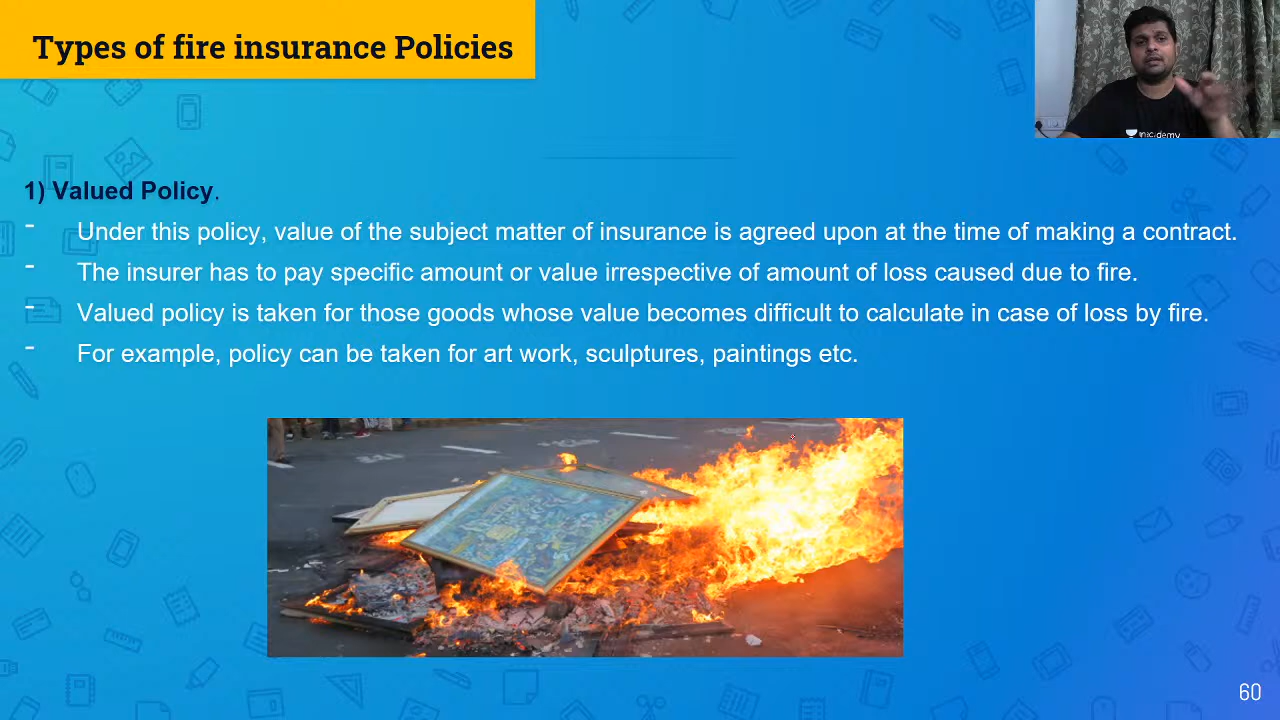 Types of fire insurance Policies
1) Valued Policy.
- Under this policy, value of the subject matter of insurance is agreed upon at the time of making a contract.
- The insurer has to pay specific amount or value irrespective of amount of loss caused due to fire.
- Valued policy is taken for those goods whose value becomes difficult to calculate in case of loss by fire.
- For example, policy can be taken for art work, sculptures, paintings etc.
60